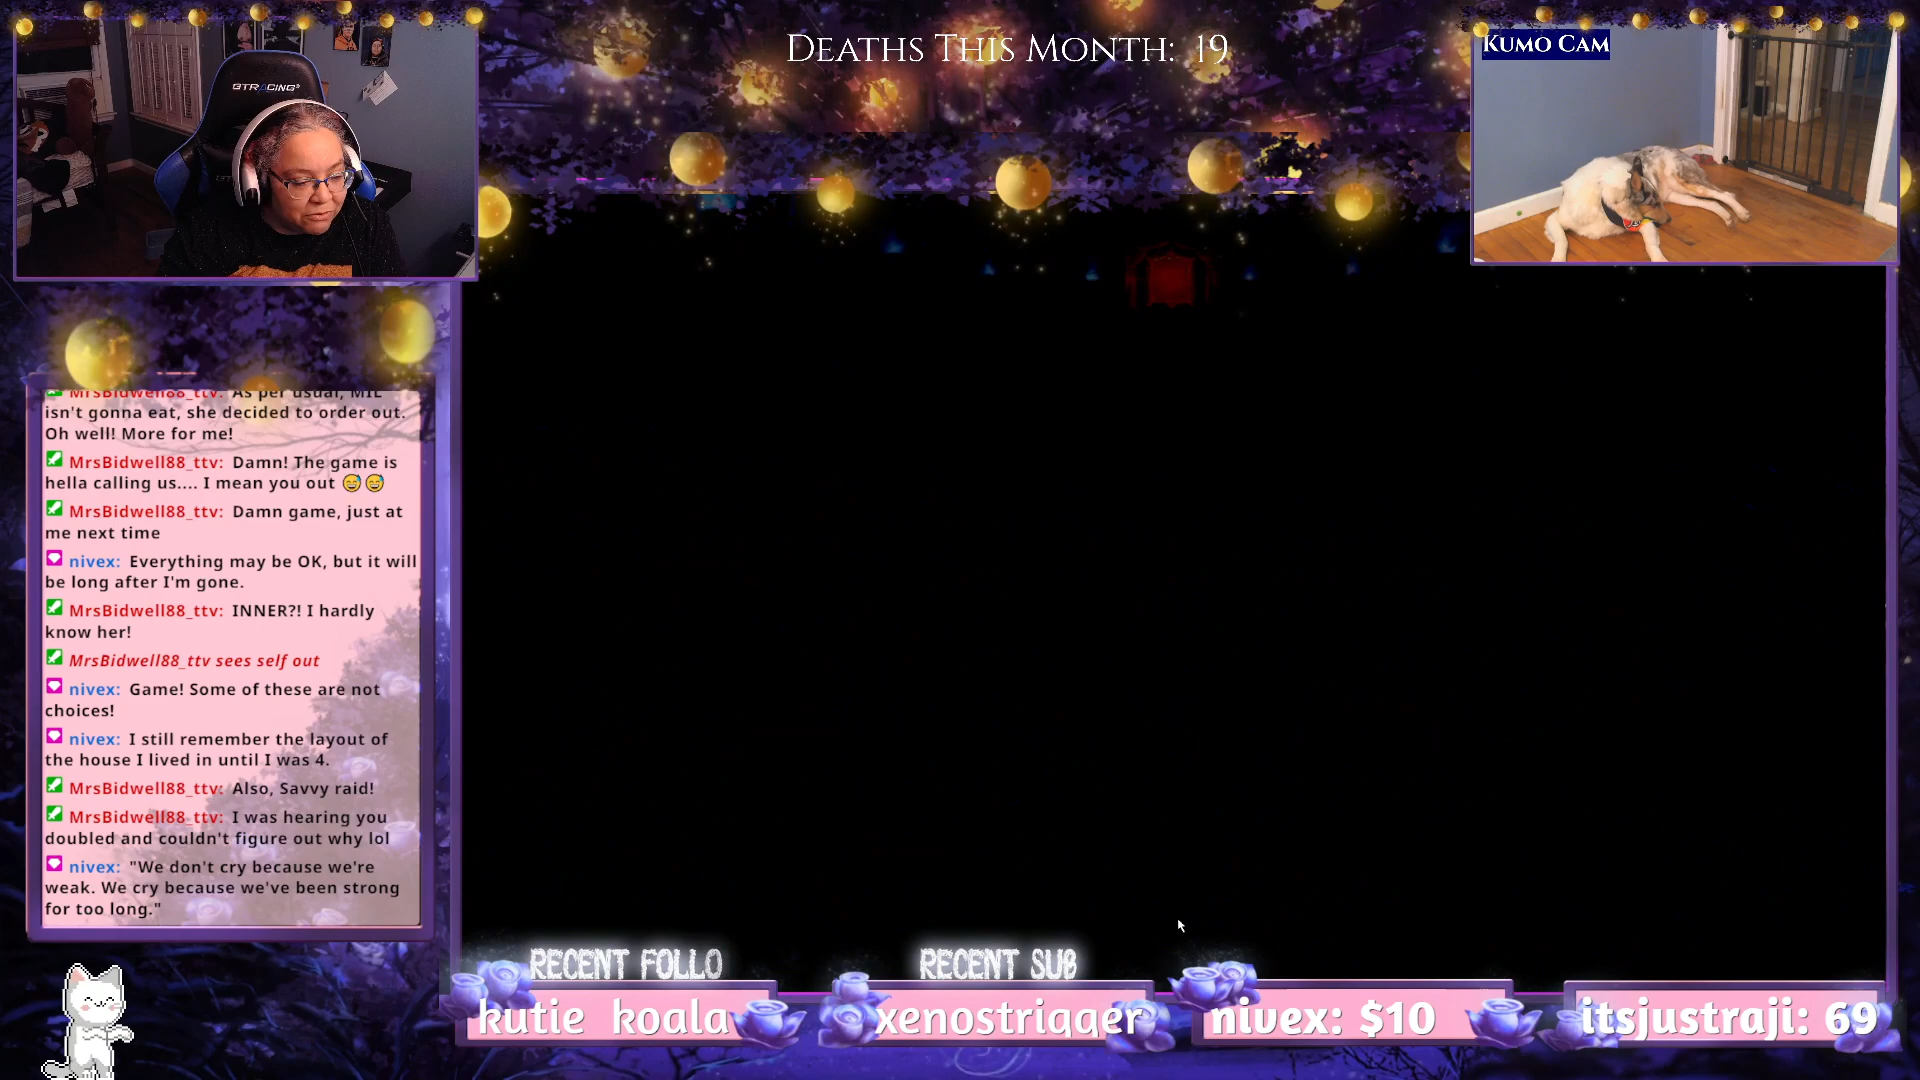 DEATHS THIS MONTH: 19
KUMO CAM
GTRACING
MrsBidwell88_ttv: As per usual, MIL
isn't gonna eat, she decided to order out.
Oh well! More for me!
MrsBidwell88_ttv: Damn! The game is
hella calling us.... I mean you out 😅😅
MrsBidwell88_ttv: Damn game, just at
me next time
nivex: Everything may be OK, but it will
be long after I'm gone.
MrsBidwell88_ttv: INNER?! I hardly
know her!
MrsBidwell88_ttv sees self out
nivex: Game! Some of these are not
choices!
nivex: I still remember the layout of
the house I lived in until I was 4.
MrsBidwell88_ttv: Also, Savvy raid!
MrsBidwell88_ttv: I was hearing you
doubled and couldn't figure out why lol
nivex: "We don't cry because we're
weak. We cry because we've been strong
for too long."
RECENT FOLLO
RECENT SUB
kutie_koala
xenostrigger
nivex: $10
itsjustraji: 69